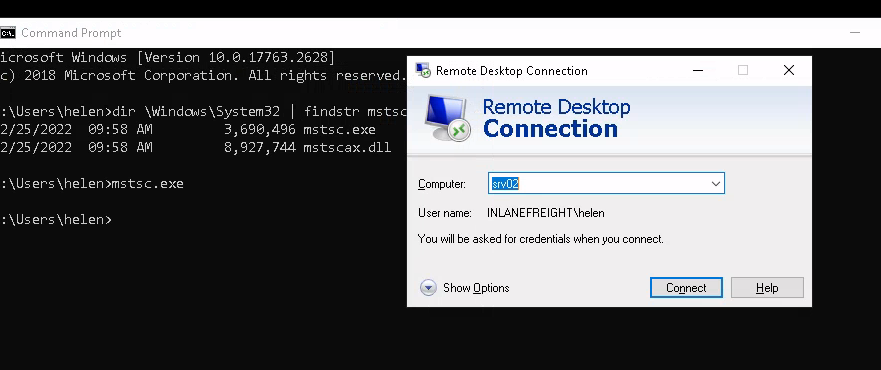 Command Prompt
icrosoft Windows [Version 10.0.17763.2628]
c) 2018 Microsoft Corporation. All rights reserved.
:\Users\helen>dir \Windows\System32 | findstr mstsc
2/25/2022  09:58 AM         3,690,496 mstsc.exe
2/25/2022  09:58 AM         8,927,744 mstscax.dll
:\Users\helen>mstsc.exe
:\Users\helen>
Remote Desktop Connection
Remote Desktop
Connection
Computer: srv02
User name: INLANEFREIGHT\helen
You will be asked for credentials when you connect.
Show Options
Connect
Help